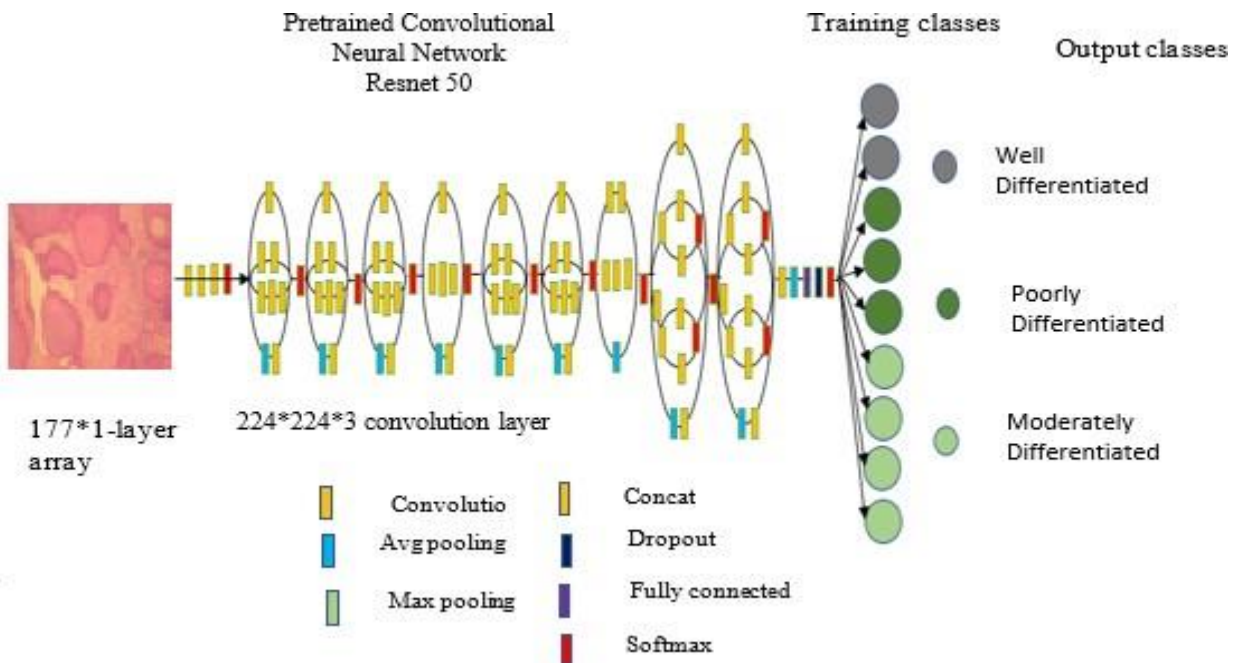 Pretrained Convolutional
Neural Network
Resnet 50
Training classes
Output classes
Well
Differentiated
Poorly
Differentiated
Moderately
Differentiated
177*1-layer
array
224*224*3 convolution layer
Convolutio
Avg pooling
Max pooling
Concat
Dropout
Fully connected
Softmax